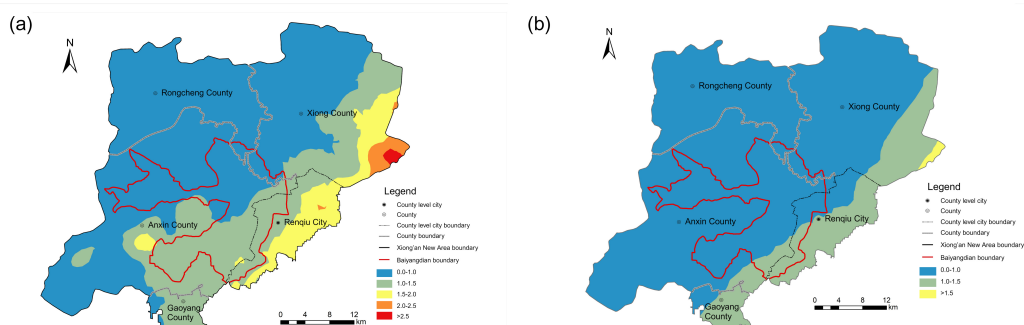 (a)
N
Rongcheng County
Xiong County
Anxin County
Renqiu City
Gaoyang
County
Legend
County level city
County
County level city boundary
County boundary
Xiong'an New Area boundary
Baiyangdian boundary
0.0-1.0
1.0-1.5
1.5-2.0
2.0-2.5
>2.5
0 2 4 8 12
km
(b)
N
Rongcheng County
Xiong County
Anxin County
Renqiu City
Gaoyang
County
Legend
County level city
County
County level city boundary
County boundary
Xiong'an New Area boundary
Baiyangdian boundary
0.0-1.0
1.0-1.5
>1.5
0 2 4 8 12
km